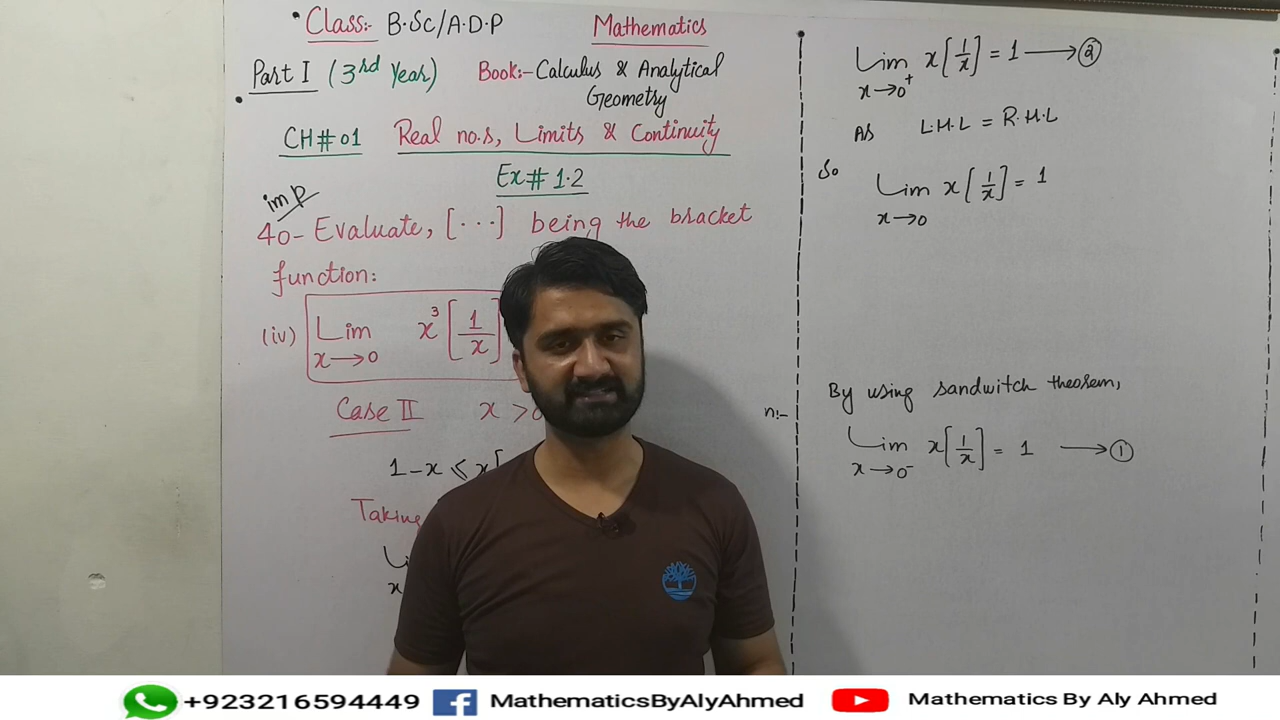 Class:- B.Sc/A.D.P Mathematics
Part I (3rd Year) Book:- Calculus & Analytical
Geometry
CH# 01 Real no.s, Limits & Continuity
Ex# 1.2
imp
40- Evaluate, [...] being the bracket
function:
(iv) Lim x³ [1/x]
x→0
Case II x >0
1-x ≤ x[
Taking
n:-
Lim x[1/x] = 1 → ②
x→0⁺
As L.H.L = R.H.L
So
Lim x[1/x] = 1
x→0
By using sandwitch theorem,
Lim x[1/x] = 1 → ①
x→0⁻
+923216594449 MathematicsByAlyAhmed Mathematics By Aly Ahmed